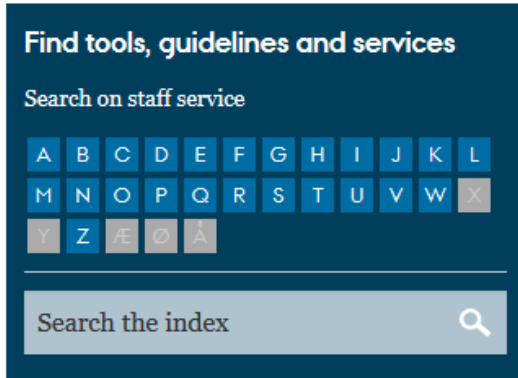 Find tools, guidelines and services
Search on staff service
A B C D E F G H I J K L
M N O P Q R S T U V W X
Y Z Æ Ø Å
Search the index